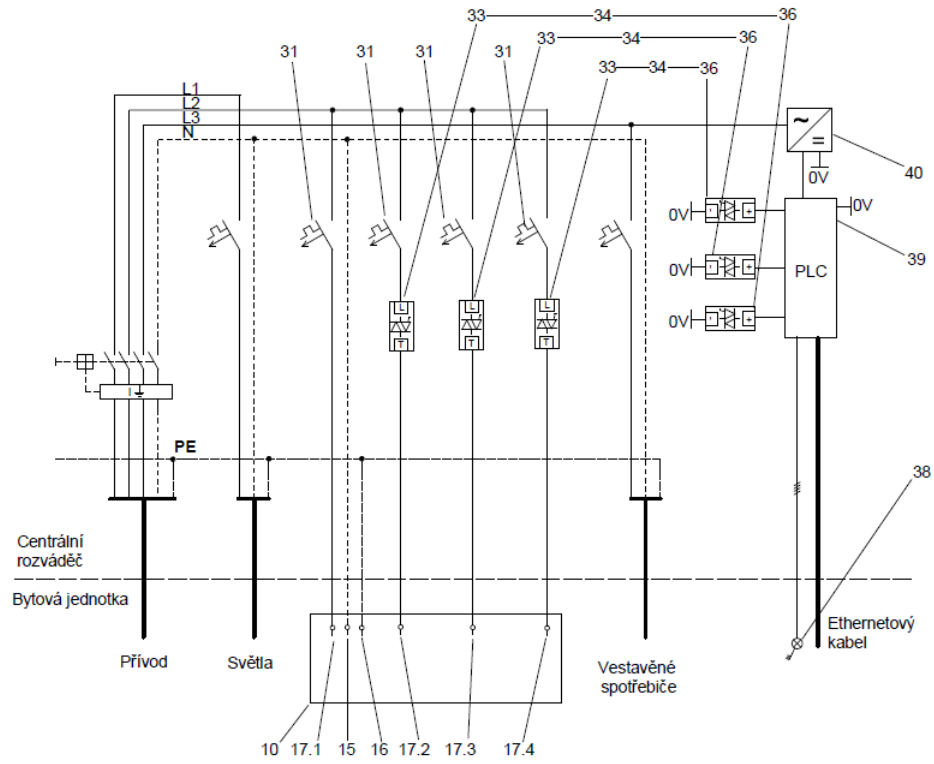 33 34 36
31 31 31 31 33 34 36
33 34 36
L1
L2
L3
N
~
=
0V
40
0V - + 0V
39
PLC
0V - +
0V - +
L L L
T T T
I
PE
38
Centrální
rozváděč
Bytová jednotka
Ethernetový
kabel
Přívod
Světla
Vestavěné
spotřebiče
10 17.1 15 16 17.2 17.3 17.4